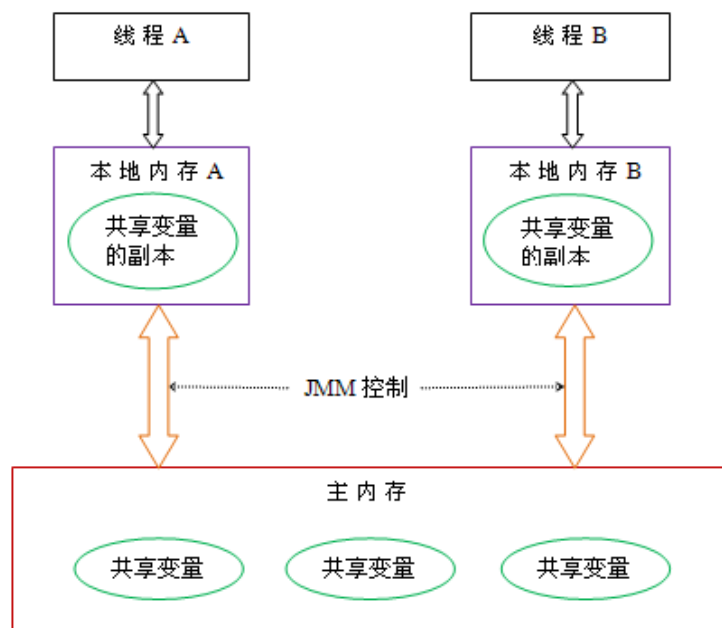 线程 A
线程 B
本地内存 A
本地内存 B
共享变量
的副本
共享变量
的副本
JMM 控制
主内存
共享变量
共享变量
共享变量